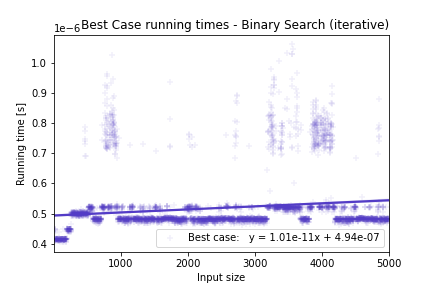 Best Case running times - Binary Search (iterative)
1e−6
Running time [s]
1.0
0.9
0.8
0.7
0.6
0.5
0.4
Best case:   y = 1.01e-11x + 4.94e-07
1000 2000 3000 4000 5000
Input size